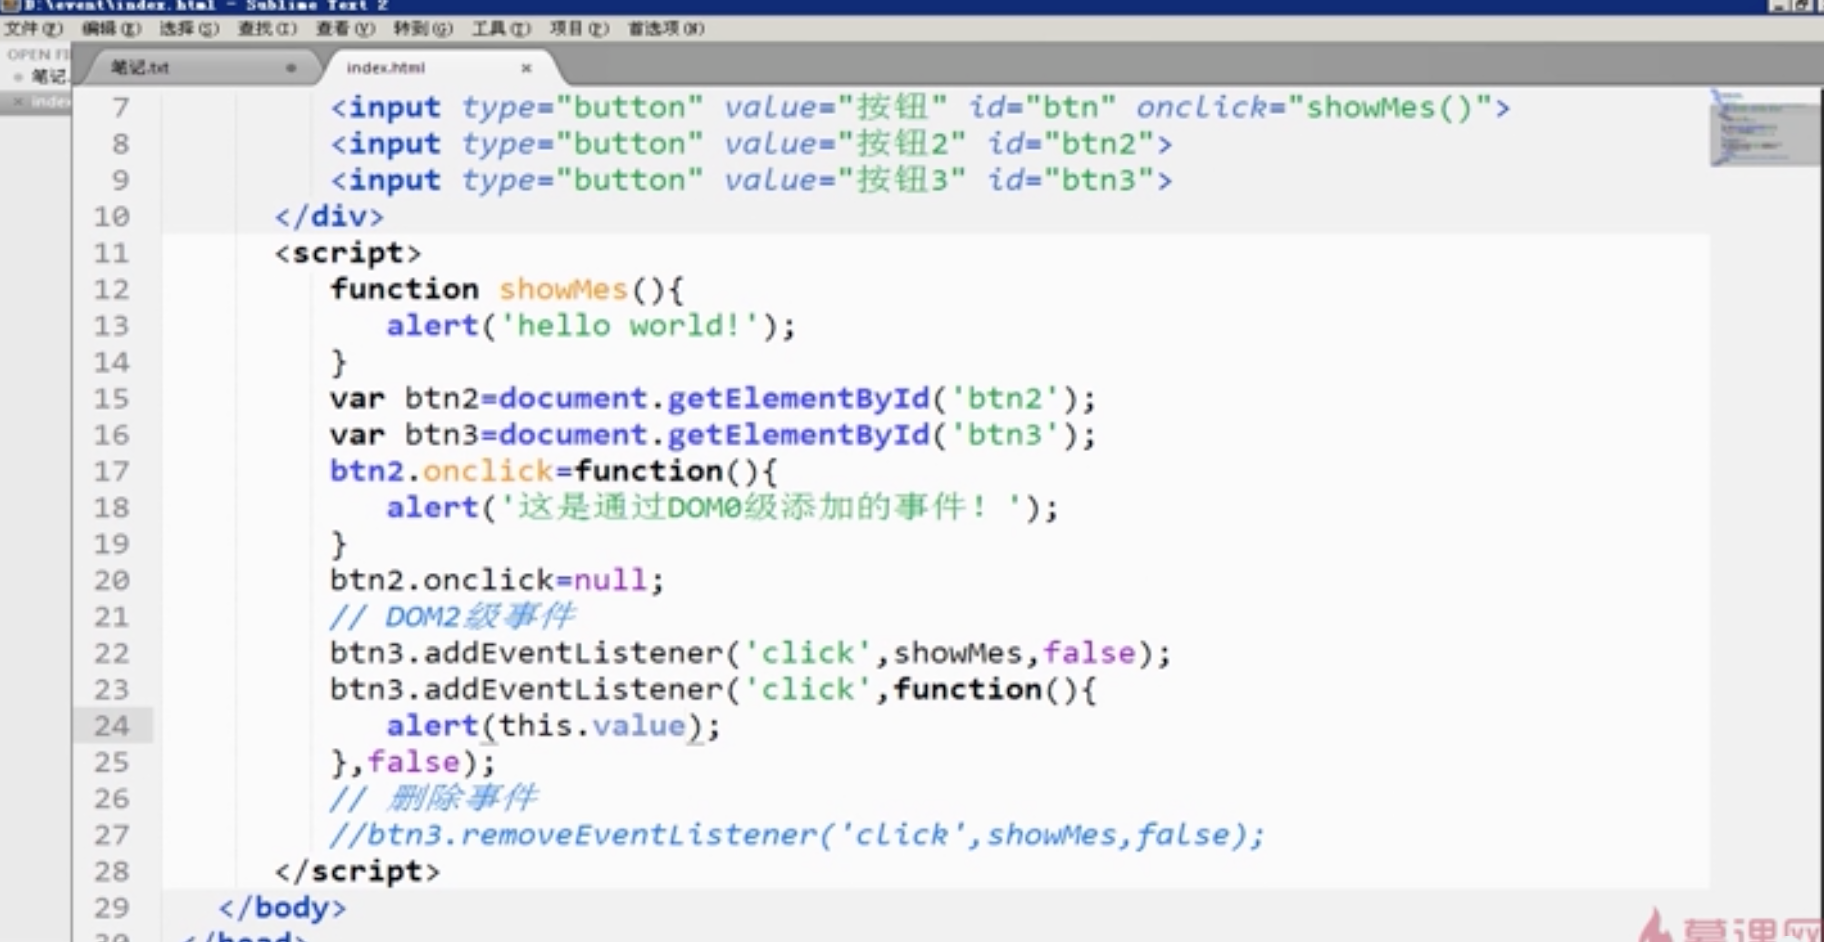 D:\event\index.html - Sublime Text 2
文件(F) 编辑(E) 选择(S) 查找(I) 查看(V) 转到(G) 工具(T) 项目(P) 首选项(N)
OPEN FI
笔记.txt
index.html
笔记.
index
7 <input type="button" value="按钮" id="btn" onclick="showMes()">
8 <input type="button" value="按钮2" id="btn2">
9 <input type="button" value="按钮3" id="btn3">
10 </div>
11 <script>
12 function showMes(){
13 alert('hello world!');
14 }
15 var btn2=document.getElementById('btn2');
16 var btn3=document.getElementById('btn3');
17 btn2.onclick=function(){
18 alert('这是通过DOM0级添加的事件！');
19 }
20 btn2.onclick=null;
21 // DOM2级事件
22 btn3.addEventListener('click',showMes,false);
23 btn3.addEventListener('click',function(){
24 alert(this.value);
25 },false);
26 // 删除事件
27 //btn3.removeEventListener('click',showMes,false);
28 </script>
29 </body>
30 </head>
慕课网